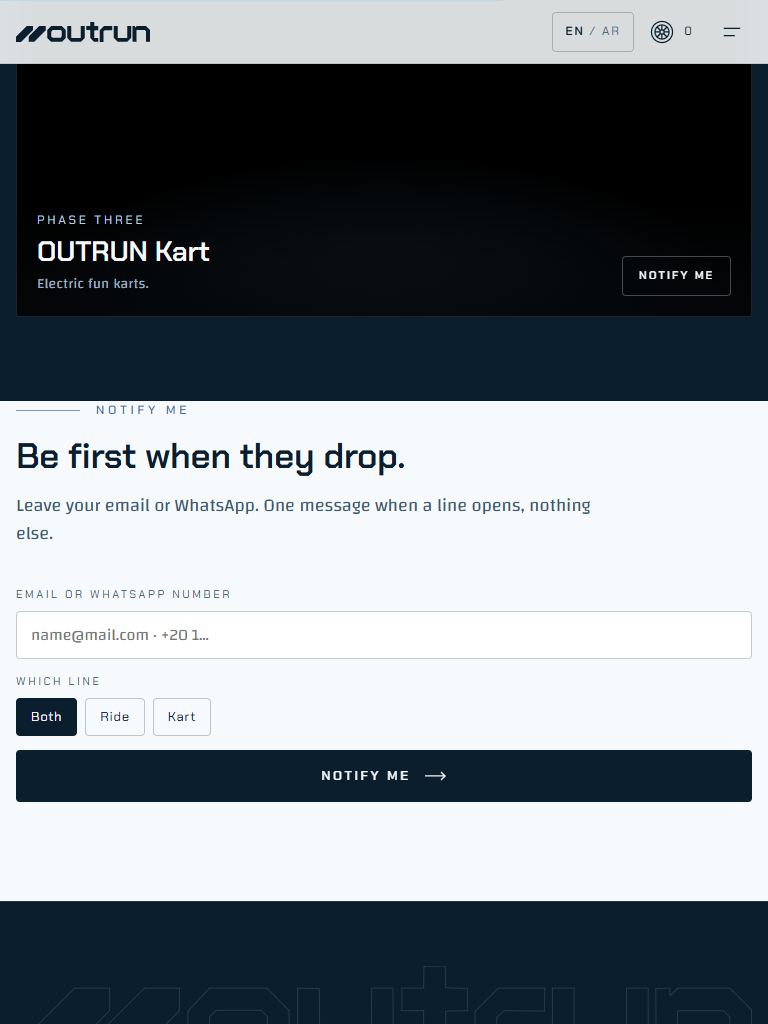 outrun
EN / AR
0
PHASE THREE
OUTRUN Kart
Electric fun karts.
NOTIFY ME
NOTIFY ME
Be first when they drop.
Leave your email or WhatsApp. One message when a line opens, nothing
else.
EMAIL OR WHATSAPP NUMBER
name@mail.com · +20 1...
WHICH LINE
Both
Ride
Kart
NOTIFY ME
outrun